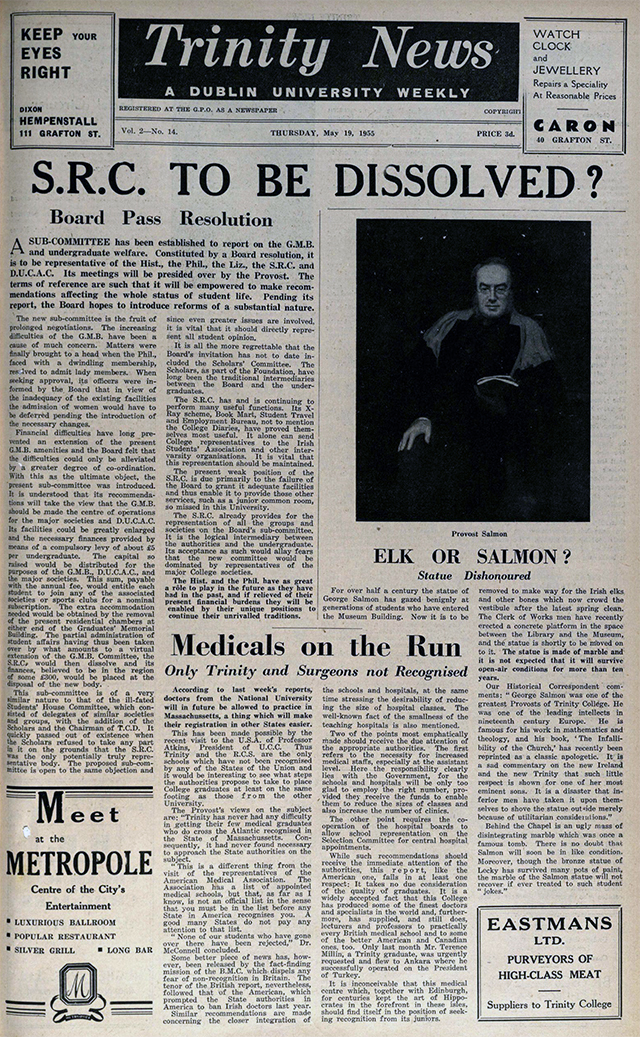 KEEP YOUR
EYES
RIGHT
DIXON
HEMPENSTALL
111 GRAFTON ST.
Trinity News
A DUBLIN UNIVERSITY WEEKLY
REGISTERED AT THE G.P.O. AS A NEWSPAPER
COPYRIGHT
Vol. 2—No. 14.
THURSDAY, May 19, 1955
PRICE 3d.
WATCH
CLOCK
and
JEWELLERY
Repairs a Speciality
At Reasonable Prices
CARON
40 GRAFTON ST.
S.R.C. TO BE DISSOLVED?
Board Pass Resolution
A SUB-COMMITTEE has been established to report on the G.M.B.
and undergraduate welfare. Constituted by a Board resolution, it
is to be representative of the Hist., the Phil., the Liz., the S.R.C. and
D.U.C.A.C. Its meetings will be presided over by the Provost. The
terms of reference are such that it will be empowered to make recom-
mendations affecting the whole status of student life. Pending its
report, the Board hopes to introduce reforms of a substantial nature.
The new sub-committee is the fruit of
prolonged negotiations. The increasing
difficulties of the G.M.B. have been a
cause of much concern. Matters were
finally brought to a head when the Phil.,
faced with a dwindling membership,
resolved to admit lady members. When
seeking approval, its officers were in-
formed by the Board that in view of
the inadequacy of the existing facilities
the admission of women would have to
be deferred pending the introduction of
the necessary changes.
Financial difficulties have long pre-
vented an extension of the present
G.M.B. amenities and the Board felt that
the difficulties could only be alleviated
by a greater degree of co-ordination.
With this as the ultimate object, the
present sub-committee was introduced.
It is understood that its recommenda-
tions will take the view that the G.M.B.
should be made the centre of operations
for the major societies and D.U.C.A.C.
Its facilities could be greatly enlarged
and the necessary finances provided by
means of a compulsory levy of about £5
per undergraduate. The capital so
raised would be distributed for the
purposes of the G.M.B., D.U.C.A.C., and
the major societies. This sum, payable
with the annual fee, would entitle each
student to join any of the associated
societies or sports clubs for a nominal
subscription. The extra accommodation
needed would be obtained by the removal
of the present residential chambers at
either end of the Graduates' Memorial
Building. The partial administration of
student affairs having thus been taken
over by what amounts to a virtual
extension of the G.M.B. Committee, the
S.R.C. would then dissolve and its
finances, believed to be in the region
of some £300, would be placed at the
disposal of the new body.
This sub-committee is of a very
similar nature to that of the ill-fated
Students' House Committee, which con-
sisted of delegates of similar societies
and groups, with the addition of the
Scholars and the Chairman of T.C.D. It
quickly passed out of existence when
the Scholars refused to take any part
in it on the grounds that the S.R.C.
was the only potentially truly repre-
sentative body. The proposed sub-com-
mittee is open to the same objection and
since even greater issues are involved,
it is vital that it should directly repre-
sent all student opinion.
It is all the more regrettable that the
Board's invitation has not to date in-
cluded the Scholars' Committee. The
Scholars, as part of the Foundation, have
long been the traditional intermediaries
between the Board and the under-
graduates.
The S.R.C. has and is continuing to
perform many useful functions. Its X-
Ray scheme, Book Mart, Student Travel
and Employment Bureau, not to mention
the College Diaries, have proved them-
selves most useful. It alone can send
College representatives to the Irish
Students' Association and other inter-
varsity organisations. It is vital that
this representation should be maintained.
The present weak position of the
S.R.C. is due primarily to the failure of
the Board to grant it adequate facilities
and thus enable it to provide those other
services, such as a junior common room,
so missed in this University.
The S.R.C. already provides for the
representation of all the groups and
societies on the Board's sub-committee.
It is the logical intermediary between
the authorities and the undergraduate.
Its acceptance as such would allay fears
that the new committee would be
dominated by representatives of the
major College societies.
The Hist. and the Phil. have as great
a rôle to play in the future as they have
had in the past, and if relieved of their
present financial burdens they will be
enabled by their unique positions to
continue their unrivalled traditions.
Provost Salmon
ELK OR SALMON?
Statue Dishonoured
For over half a century the statue of
George Salmon has gazed benignly at
generations of students who have entered
the Museum Building. Now it is to be
removed to make way for the Irish elks
and other bones which now crowd the
vestibule after the latest spring clean.
The Clerk of Works men have recently
erected a concrete platform in the space
between the Library and the Museum,
and the statue is shortly to be moved on
to it. The statue is made of marble and
it is not expected that it will survive
open-air conditions for more than ten
years.
Our Historical Correspondent com-
ments: "George Salmon was one of the
greatest Provosts of Trinity College. He
was one of the leading intellects in
nineteenth century Europe. He is
famous for his work in mathematics and
theology, and his book, 'The Infalli-
bility of the Church,' has recently been
reprinted as a classic apologetic. It is
a sad commentary on the new Ireland
and the new Trinity that such little
respect is shown for one of her most
eminent sons. It is a disaster that in-
ferior men have taken it upon them-
selves to shove the statue out-side merely
because of utilitarian considerations."
Behind the Chapel is an ugly mass of
disintegrating marble which was once a
famous tomb. There is no doubt that
Salmon will soon be in like condition.
Moreover, though the bronze statue of
Lecky has survived many pots of paint,
the marble of the Salmon statue will not
recover if ever treated to such student
"jokes."
Medicals on the Run
Only Trinity and Surgeons not Recognised
According to last week's reports,
doctors from the National University
will in future be allowed to practice in
Massachusetts, a thing which will make
their registration in other States easier.
This has been made possible by the
recent visit to the U.S.A. of Professor
Atkins, President of U.C.C. Thus
Trinity and the R.C.S. are the only
schools which have not been recognised
by any of the States in the Union and
it would be interesting to see what steps
the authorities propose to take to place
College graduates at least on the same
footing as those from the other
University.
The Provost's views on the subject
are: "Trinity has never had any difficulty
in getting their few medical graduates
who do cross the Atlantic recognised in
the State of Massachusetts. Con-
sequently, it had never found necessary
to approach the State authorities on the
subject.
"This is a different thing from the
visit of the representatives of the
American Medical Association. The
Association has a list of appointed
medical schools, but that, as far as I
know, is not an official list in the sense
that you must be in the list before any
State in America recognises you. A
good many States do not pay any
attention to that list.
"None of our students who have gone
over there have been rejected," Dr.
McConnell concluded.
Some better piece of news has, how-
ever, been released by the fact-finding
mission of the B.M.C. which dispels any
fear of non-recognition in Britain. The
tenor of the British report, nevertheless,
followed that of the American, which
prompted the State authorities in
America to ban Irish doctors last year.
Similar recommendations are made
concerning the closer integration of
the schools and hospitals, at the same
time stressing the desirability of reduc-
ing the size of hospital classes. The
well-known fact of the smallness of the
teaching hospitals is also mentioned.
Two of the points most emphatically
made should receive the due attention of
the appropriate authorities. The first
refers to the necessity for increased
medical staffs, especially at the assistant
level. Here the responsibility clearly
lies with the Government, for the
schools and hospitals will be only too
glad to employ the right number, pro-
vided they receive the funds to enable
them to reduce the sizes of classes and
also increase the number of clinics.
The other point requires the co-
operation of the hospital boards to
allow school representation on the
Selection Committee for central hospital
appointments.
While such recommendations should
receive the immediate attention of the
authorities, this report, like the
American one, fails in at least one
respect: It takes no due consideration
of the quality of graduates. It is a
widely accepted fact that this College
has produced some of the finest doctors
and specialists in the world and, further-
more, has supplied, and still does,
lecturers and professors to practically
every British medical school and to some
of the better American and Canadian
ones, too. Only last month Mr. Terence
Millin, a Trinity graduate, was urgently
requested and flew to Ankara where he
successfully operated on the President
of Turkey.
It is inconceivable that this medical
centre which, together with Edinburgh,
for centuries kept the art of Hippo-
crates in the forefront in these isles,
should find itself in the position of seek-
ing recognition from its juniors.
Meet
at the
METROPOLE
Centre of the City's
Entertainment
LUXURIOUS BALLROOM
POPULAR RESTAURANT
SILVER GRILL
LONG BAR
M
EASTMANS
LTD.
PURVEYORS OF
HIGH-CLASS MEAT
Suppliers to Trinity College